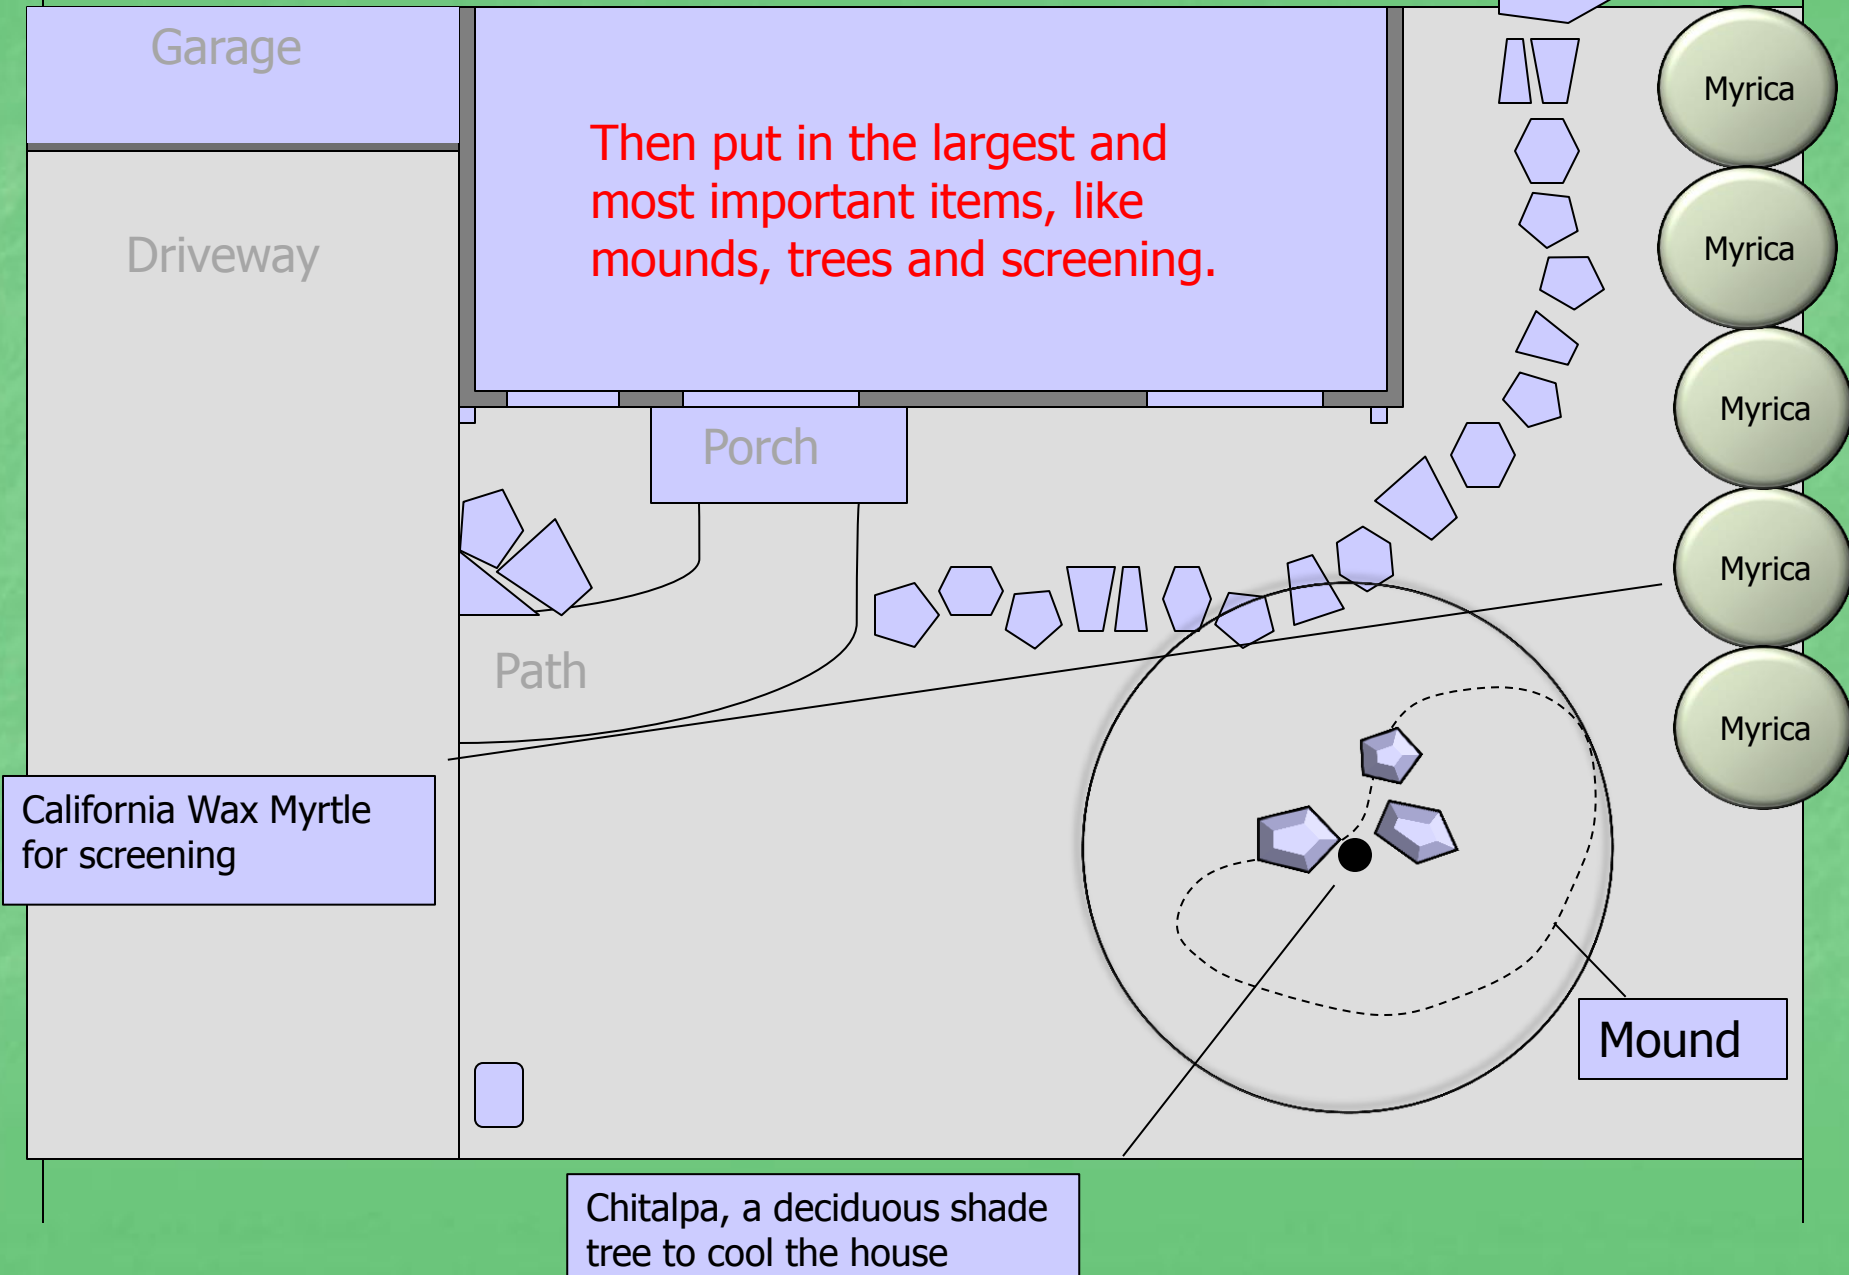 Garage
Then put in the largest and
most important items, like
mounds, trees and screening.
Driveway
Myrica
Myrica
Myrica
Myrica
Myrica
Porch
Path
California Wax Myrtle
for screening
Mound
Chitalpa, a deciduous shade
tree to cool the house